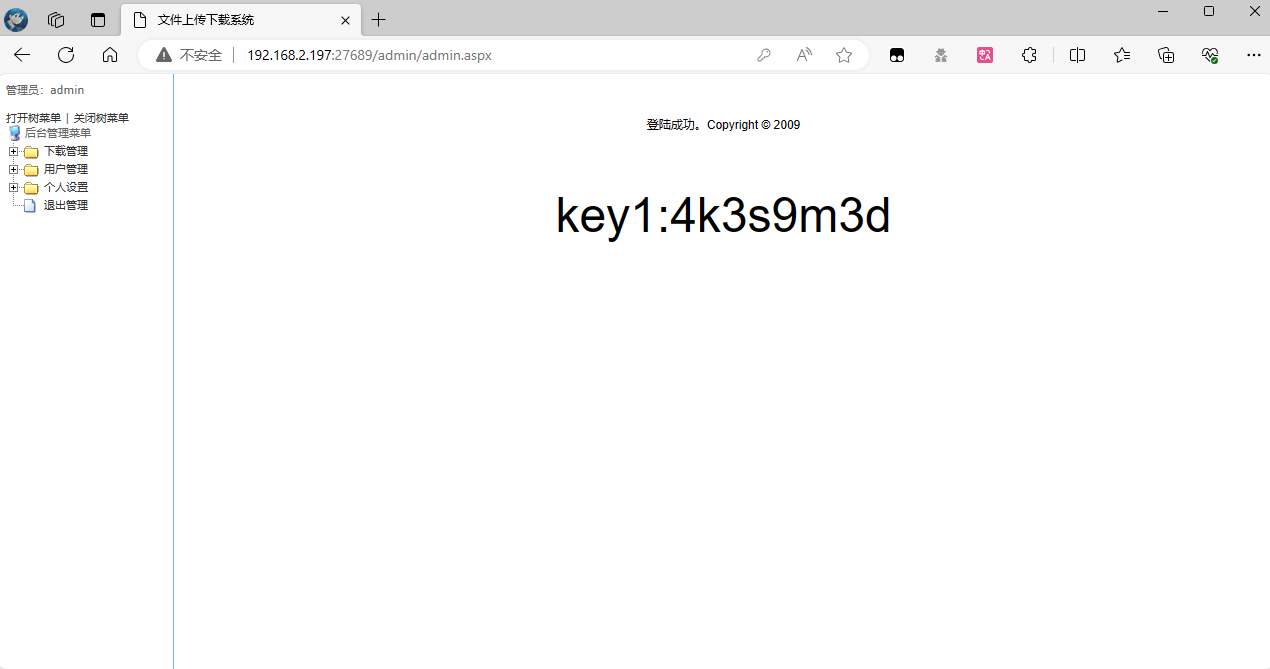 文件上传下载系统
不安全
192.168.2.197:27689/admin/admin.aspx
管理员：admin
打开树菜单 | 关闭树菜单
后台管理菜单
下载管理
用户管理
个人设置
退出管理
登陆成功。Copyright © 2009
key1:4k3s9m3d